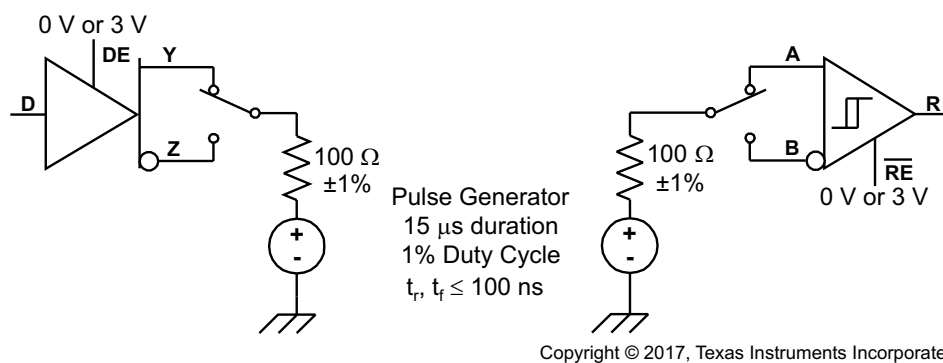 0 V or 3 V
DE
Y
D
Z
100 Ω
±1%
Pulse Generator
15 μs duration
1% Duty Cycle
tr, tf ≤ 100 ns
A
R
B
100 Ω
±1%
RE
0 V or 3 V
+
-
+
-
Copyright © 2017, Texas Instruments Incorporate